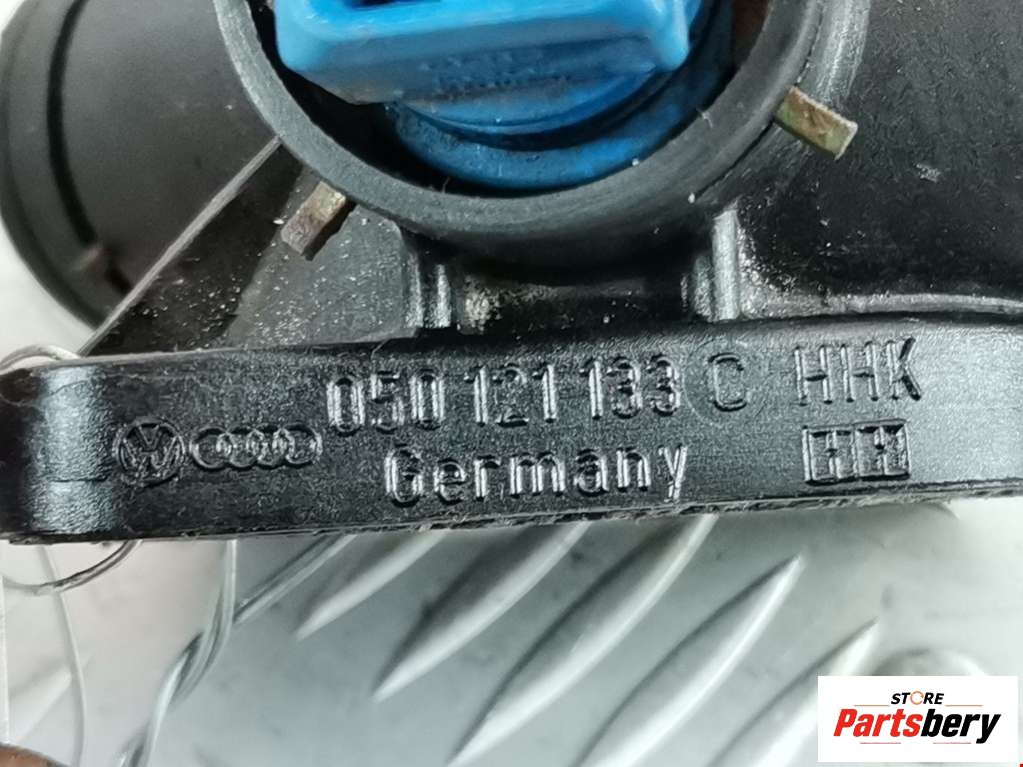 050 121 133 C HHK
Germany
STORE
Partsbery